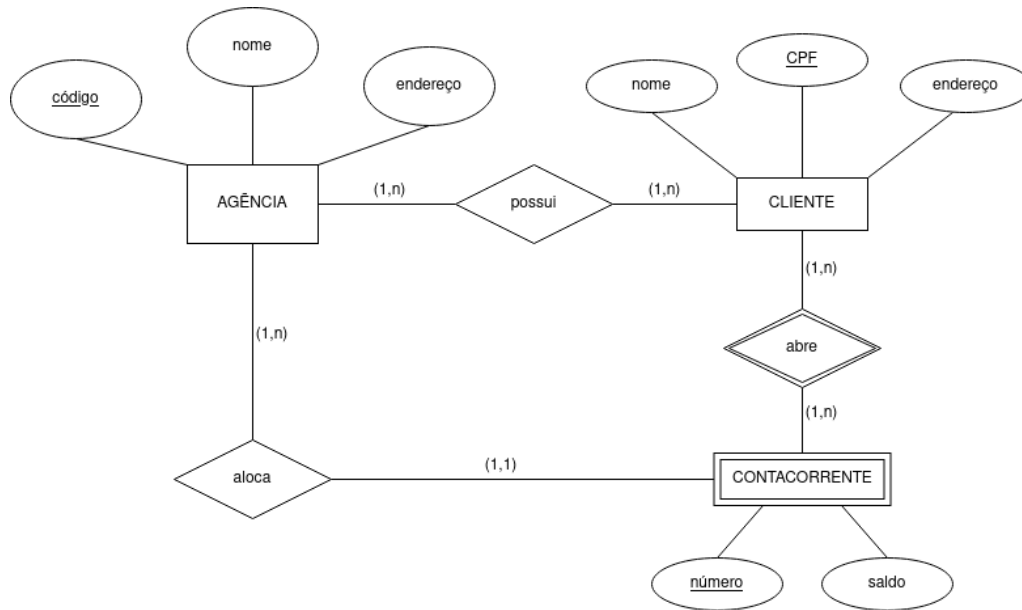 nome
código
endereço
nome
CPF
endereço
AGÊNCIA
(1,n)
possui
(1,n)
CLIENTE
(1,n)
(1,n)
abre
(1,n)
aloca
(1,1)
CONTACORRENTE
número
saldo